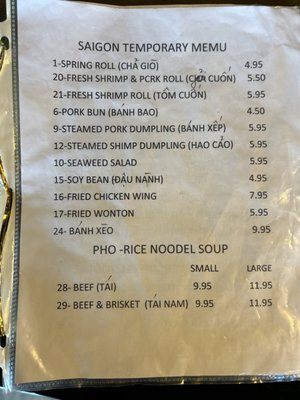 SAIGON TEMPORARY MEMU
1-SPRING ROLL (CHẢ GIÒ) 4.95
20-FRESH SHRIMP & PCRK ROLL (GỎI CUỐN) 5.50
21-FRESH SHRIMP ROLL (TÔM CUỐN) 5.95
6-PORK BUN (BÁNH BAO) 4.50
9-STEAMED PORK DUMPLING (BÁNH XẾP) 5.95
12-STEAMED SHIMP DUMPLING (HAO CẢO) 5.95
10-SEAWEED SALAD 5.95
15-SOY BEAN (ĐẬU NÀNH) 4.95
16-FRIED CHICKEN WING 7.95
17-FRIED WONTON 5.95
24- BÁNH XÈO 9.95
PHO -RICE NOODEL SOUP
SMALL LARGE
28- BEEF (TÁI) 9.95 11.95
29- BEEF & BRISKET (TÁI NAM) 9.95 11.95